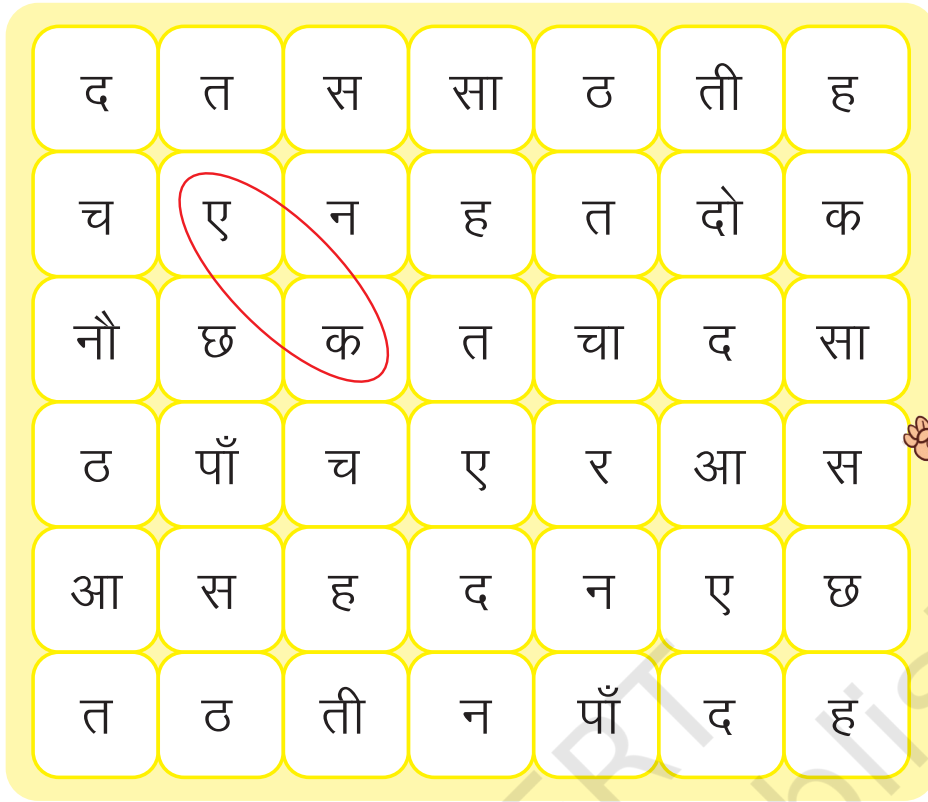 द त स सा ठ ती ह
च ए न ह त दो क
नौ छ क त चा द सा
ठ पाँ च ए र आ स
आ स ह द न ए छ
त ठ ती न पाँ द ह